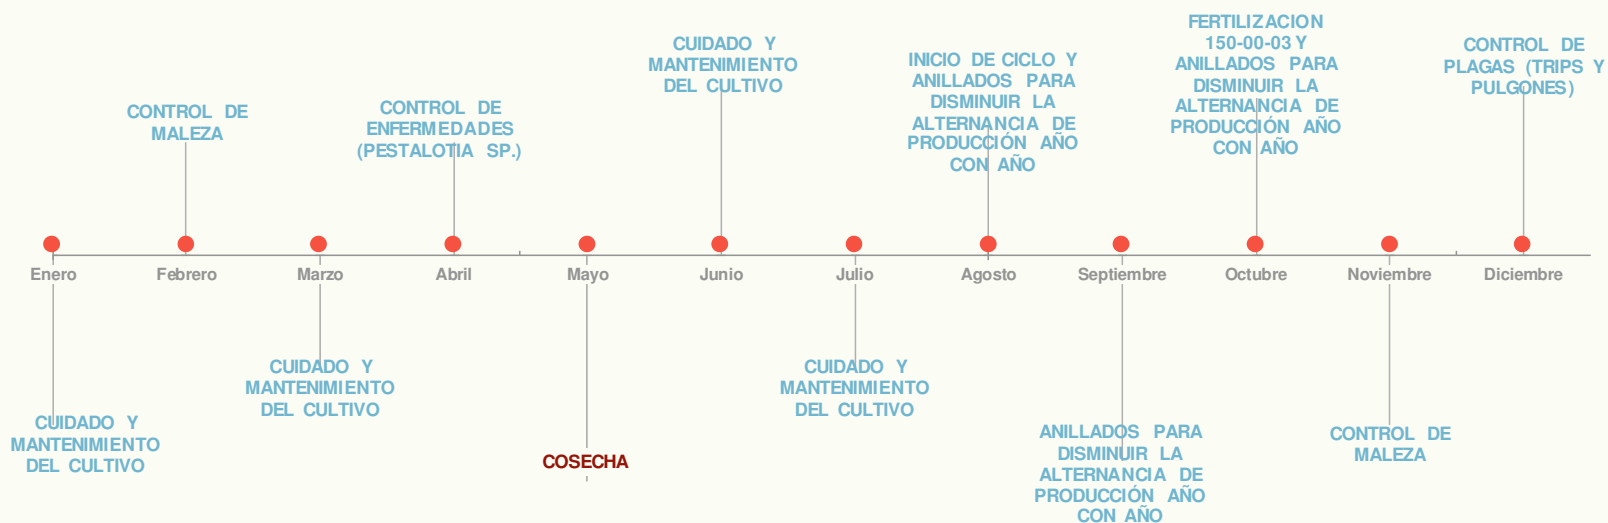 CONTROL DE
MALEZA
CONTROL DE
ENFERMEDADES
(PESTALOTIA SP.)
CUIDADO Y
MANTENIMIENTO
DEL CULTIVO
INICIO DE CICLO Y
ANILLADOS PARA
DISMINUIR LA
ALTERNANCIA DE
PRODUCCIÓN AÑO
CON AÑO
FERTILIZACION
150-00-03 Y
ANILLADOS PARA
DISMINUIR LA
ALTERNANCIA DE
PRODUCCIÓN AÑO
CON AÑO
CONTROL DE
PLAGAS (TRIPS Y
PULGONES)
Enero Febrero Marzo Abril Mayo Junio Julio Agosto Septiembre Octubre Noviembre Diciembre
CUIDADO Y
MANTENIMIENTO
DEL CULTIVO
CUIDADO Y
MANTENIMIENTO
DEL CULTIVO
COSECHA
CUIDADO Y
MANTENIMIENTO
DEL CULTIVO
ANILLADOS PARA
DISMINUIR LA
ALTERNANCIA DE
PRODUCCIÓN AÑO
CON AÑO
CONTROL DE
MALEZA